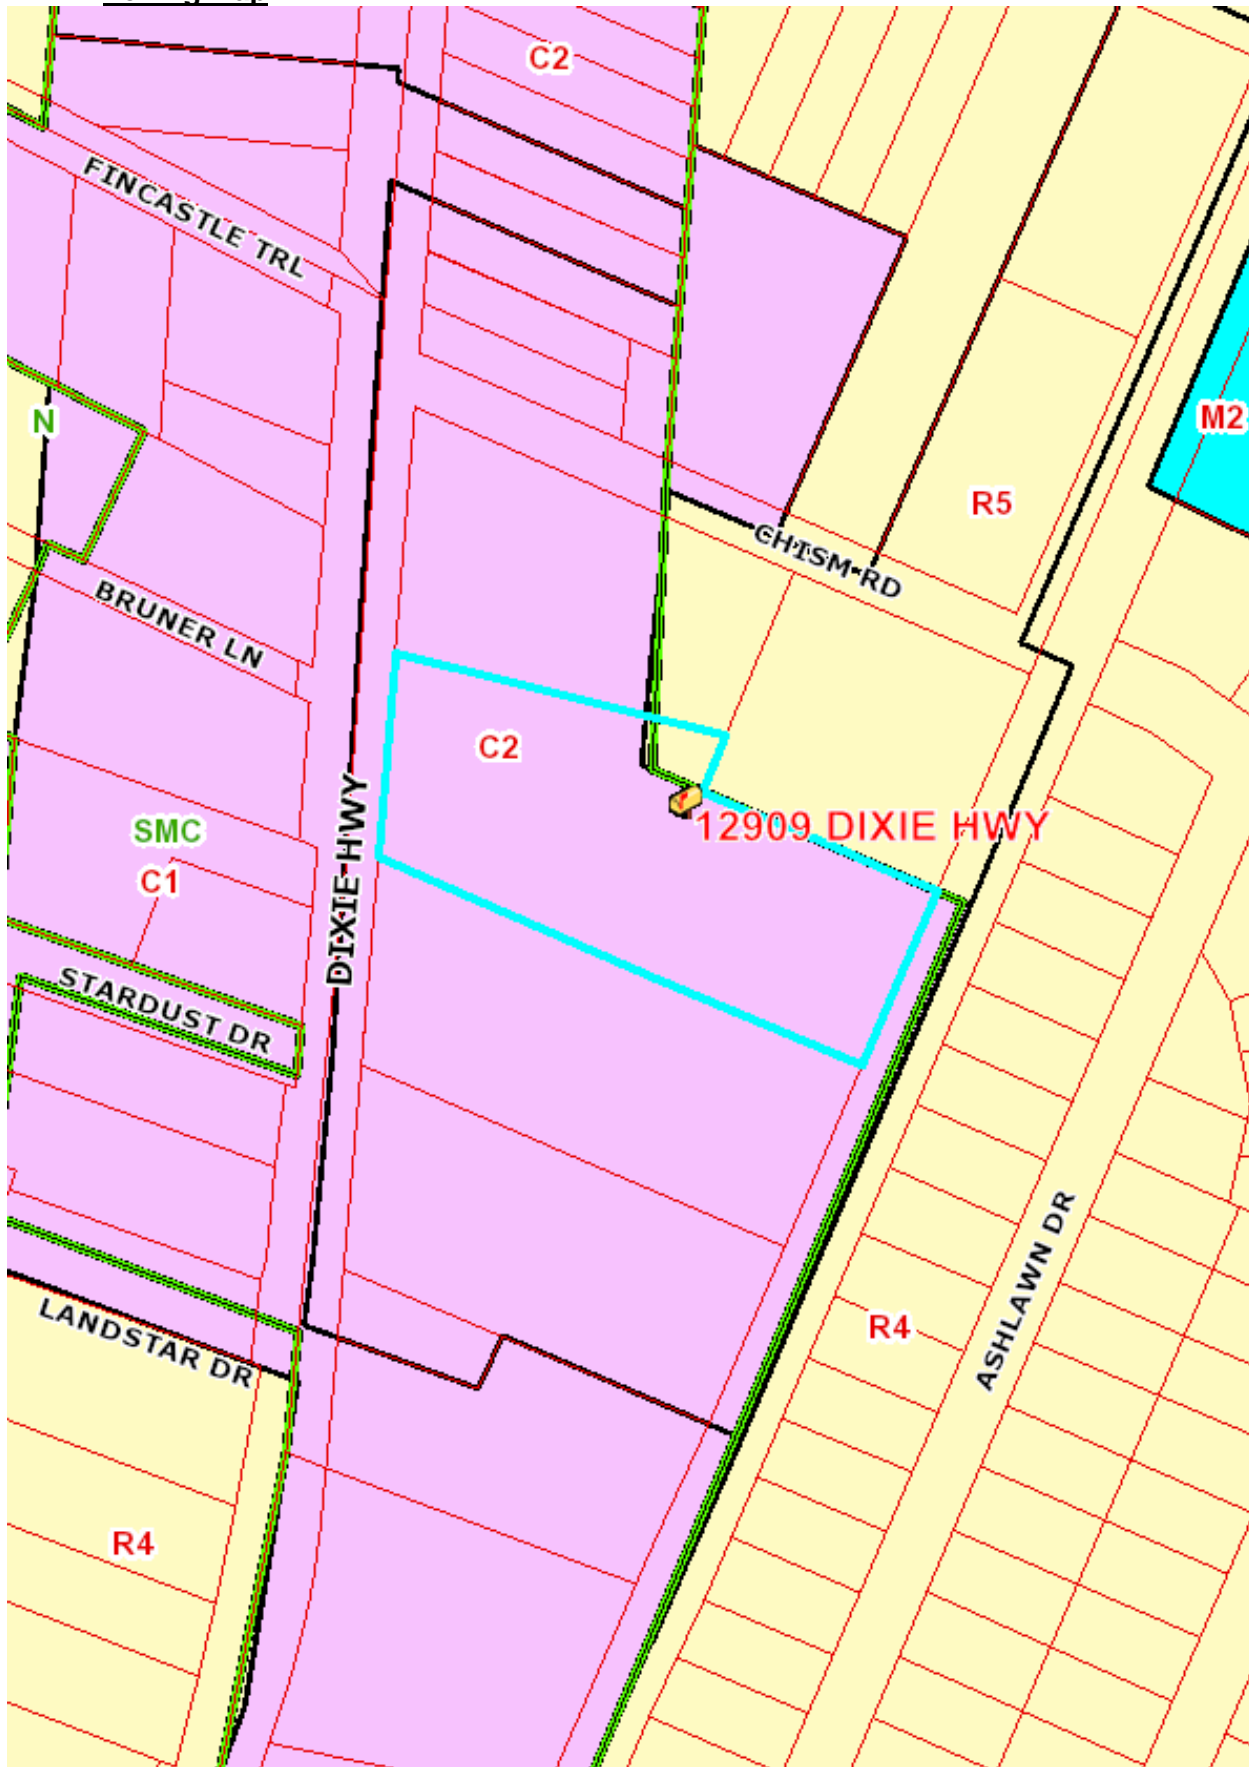 C2
FINCASTLE TRL
N
M2
R5
CHISM RD
BRUNER LN
C2
12909 DIXIE HWY
SMC
C1
DIXIE HWY
STARDUST DR
LANDSTAR DR
R4
ASHLAWN DR
R4